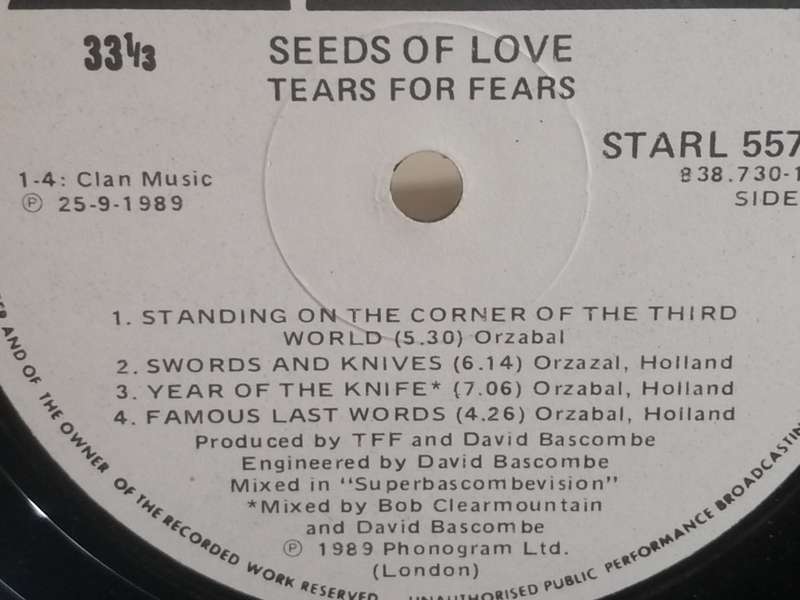 33⅓
SEEDS OF LOVE
TEARS FOR FEARS
STARL 557
838.730-1
SIDE
1-4: Clan Music
Ⓟ 25-9-1989
1. STANDING ON THE CORNER OF THE THIRD
WORLD (5.30) Orzabal
2. SWORDS AND KNIVES (6.14) Orzazal, Holland
3. YEAR OF THE KNIFE* (7.06) Orzabal, Holland
4. FAMOUS LAST WORDS (4.26) Orzabal, Holland
Produced by TFF and David Bascombe
Engineered by David Bascombe
Mixed in "Superbascombevision"
*Mixed by Bob Clearmountain
and David Bascombe
Ⓟ 1989 Phonogram Ltd.
(London)
AND OF THE OWNER OF THE RECORDED WORK RESERVED
UNAUTHORISED PUBLIC PERFORMANCE BROADCASTIN